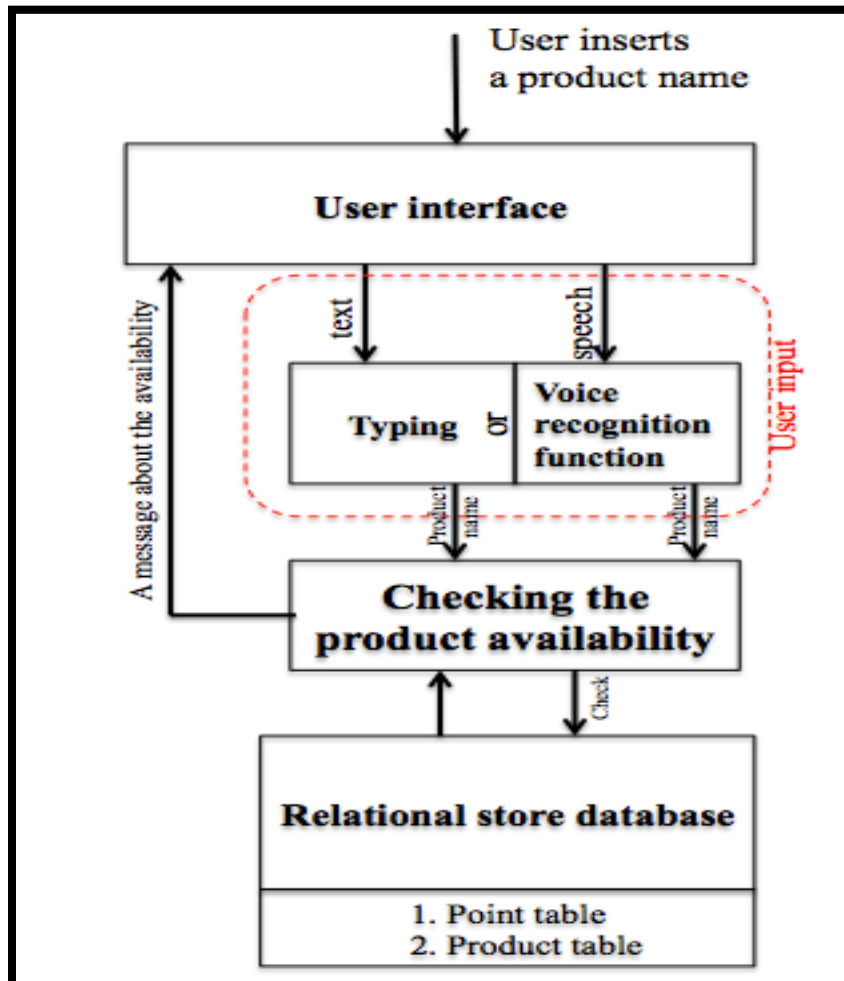 User inserts
a product name
User interface
text
speech
A message about the availability
User input
Typing
or
Voice
recognition
function
Product
name
Product
name
Checking the
product availability
Check
Relational store database
1. Point table
2. Product table